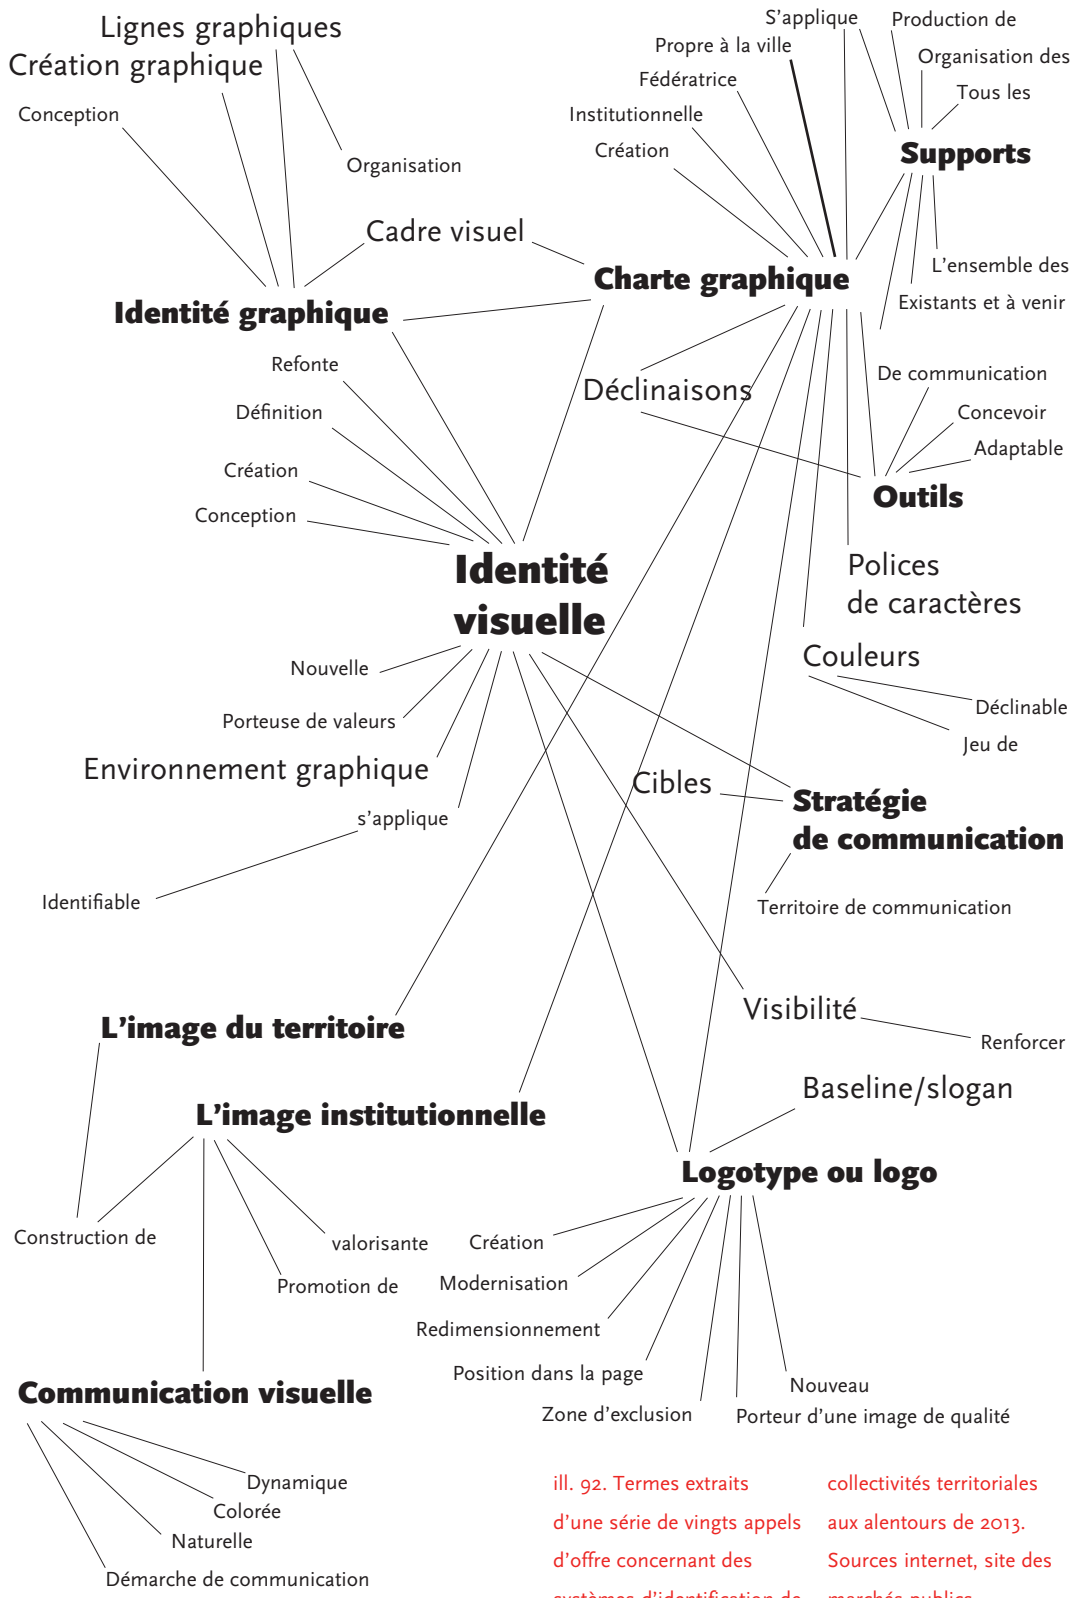 Lignes graphiques
Création graphique
Conception
Organisation
Cadre visuel
Identité graphique
S'applique
Production de
Propre à la ville
Organisation des
Fédératrice
Tous les
Institutionnelle
Création
Supports
Charte graphique
L'ensemble des
Existants et à venir
Refonte
Définition
Création
Conception
Déclinaisons
De communication
Concevoir
Adaptable
Outils
Identité
visuelle
Polices
de caractères
Couleurs
Déclinable
Jeu de
Nouvelle
Porteuse de valeurs
Environnement graphique
s'applique
Identifiable
Cibles
Stratégie
de communication
Territoire de communication
Visibilité
Renforcer
L'image du territoire
L'image institutionnelle
Baseline/slogan
Logotype ou logo
Construction de
valorisante
Promotion de
Création
Modernisation
Redimensionnement
Position dans la page
Zone d'exclusion
Nouveau
Porteur d'une image de qualité
Communication visuelle
Dynamique
Colorée
Naturelle
Démarche de communication
ill. 92. Termes extraits
d'une série de vingts appels
d'offre concernant des
systèmes d'identification de
collectivités territoriales
aux alentours de 2013.
Sources internet, site des
marchés publics